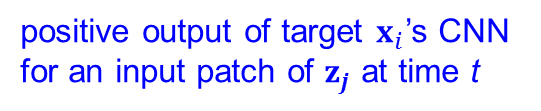 positive output of target xᵢ's CNN
for an input patch of zⱼ at time t